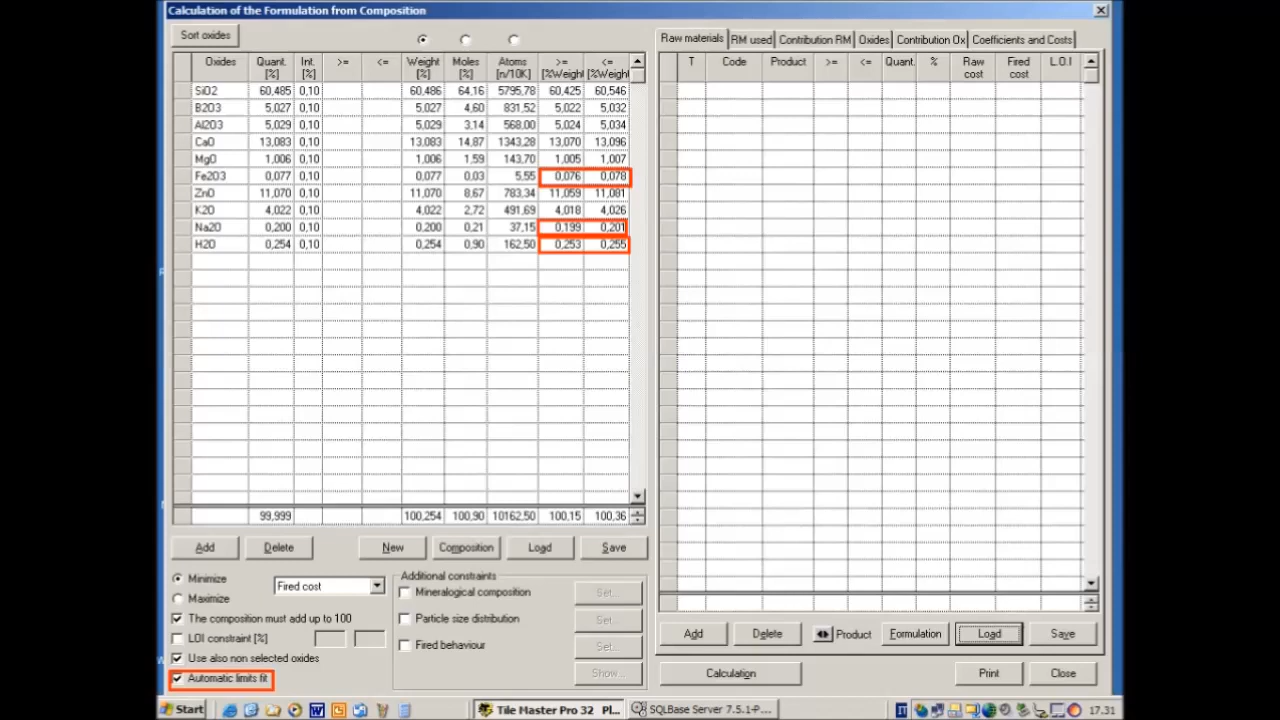 Calculation of the Formulation from Composition
Sort oxides
Oxides Quant. [%] Int. [%] >= <= Weight [%] Moles [%] Atoms [n/10K] >= [%Weight <= [%Weight
SiO2 60,485 0,10 60,486 64,16 5795,78 60,425 60,546
B2O3 5,027 0,10 5,027 4,60 831,52 5,022 5,032
Al2O3 5,029 0,10 5,029 3,14 568,00 5,024 5,034
CaO 13,083 0,10 13,083 14,87 1343,28 13,070 13,096
MgO 1,006 0,10 1,006 1,59 143,70 1,005 1,007
Fe2O3 0,077 0,10 0,077 0,03 5,55 0,076 0,078
ZnO 11,070 0,10 11,070 8,67 783,34 11,059 11,081
K2O 4,022 0,10 4,022 2,72 491,69 4,018 4,026
Na2O 0,200 0,10 0,200 0,21 37,15 0,199 0,201
H2O 0,254 0,10 0,254 0,90 162,50 0,253 0,255
99,999 100,254 100,90 10162,50 100,15 100,36
Add Delete New Composition Load Save
Minimize
Fired cost
Maximize
The composition must add up to 100
LOI constraint [%]
Use also non selected oxides
Automatic limits fit
Additional constraints
Mineralogical composition Set...
Particle size distribution Set...
Fired behaviour Set...
Show...
Raw materials RM used Contribution RM Oxides Contribution Ox Coefficients and Costs
T Code Product >= <= Quant. % Raw cost Fired cost L.O.I
Add Delete Product Formulation Load Save
Calculation Print Close
Start Tile Master Pro 32 Pl... SQLBase Server 7.5.1-P... IT 17.31